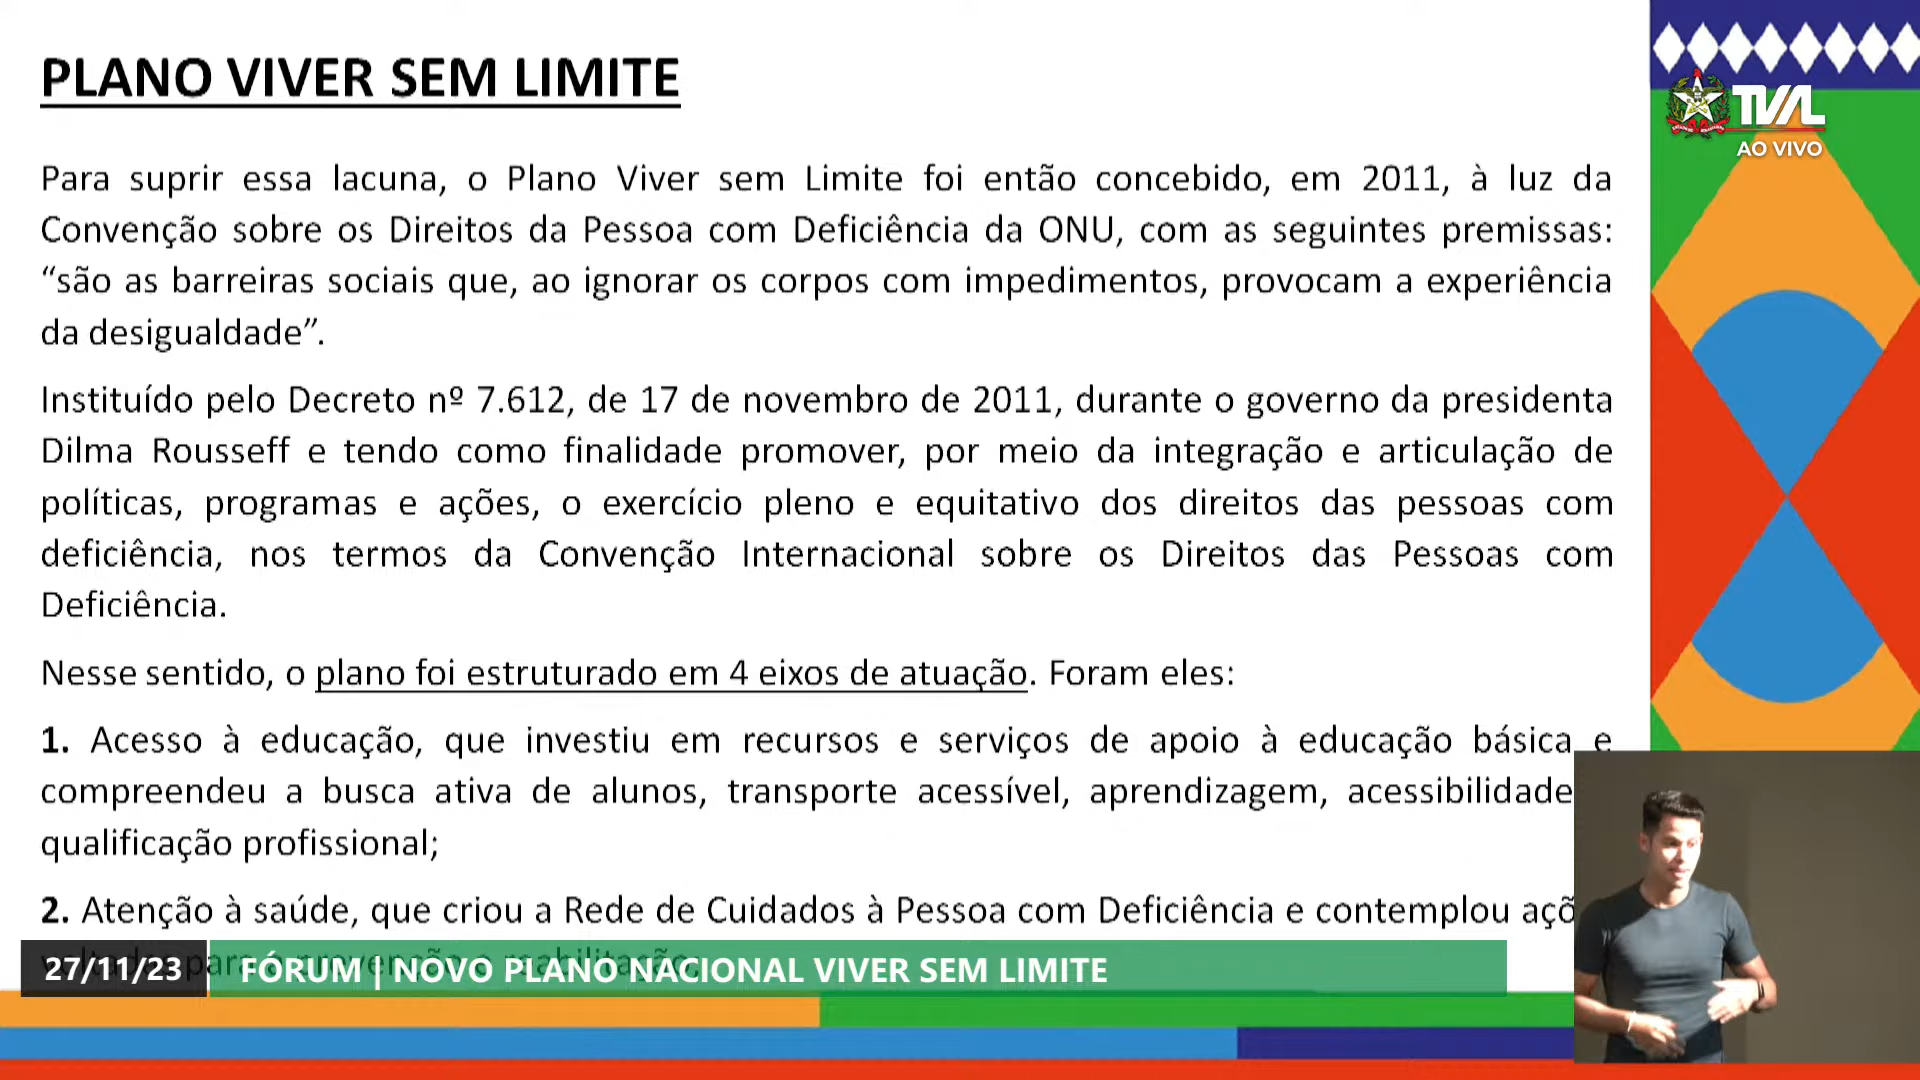 PLANO VIVER SEM LIMITE
TVAL
AO VIVO
Para suprir essa lacuna, o Plano Viver sem Limite foi então concebido, em 2011, à luz da
Convenção sobre os Direitos da Pessoa com Deficiência da ONU, com as seguintes premissas:
“são as barreiras sociais que, ao ignorar os corpos com impedimentos, provocam a experiência
da desigualdade”.
Instituído pelo Decreto nº 7.612, de 17 de novembro de 2011, durante o governo da presidenta
Dilma Rousseff e tendo como finalidade promover, por meio da integração e articulação de
políticas, programas e ações, o exercício pleno e equitativo dos direitos das pessoas com
deficiência, nos termos da Convenção Internacional sobre os Direitos das Pessoas com
Deficiência.
Nesse sentido, o plano foi estruturado em 4 eixos de atuação. Foram eles:
1. Acesso à educação, que investiu em recursos e serviços de apoio à educação básica e
compreendeu a busca ativa de alunos, transporte acessível, aprendizagem, acessibilidade
qualificação profissional;
2. Atenção à saúde, que criou a Rede de Cuidados à Pessoa com Deficiência e contemplou
27/11/23
FÓRUM | NOVO PLANO NACIONAL VIVER SEM LIMITE